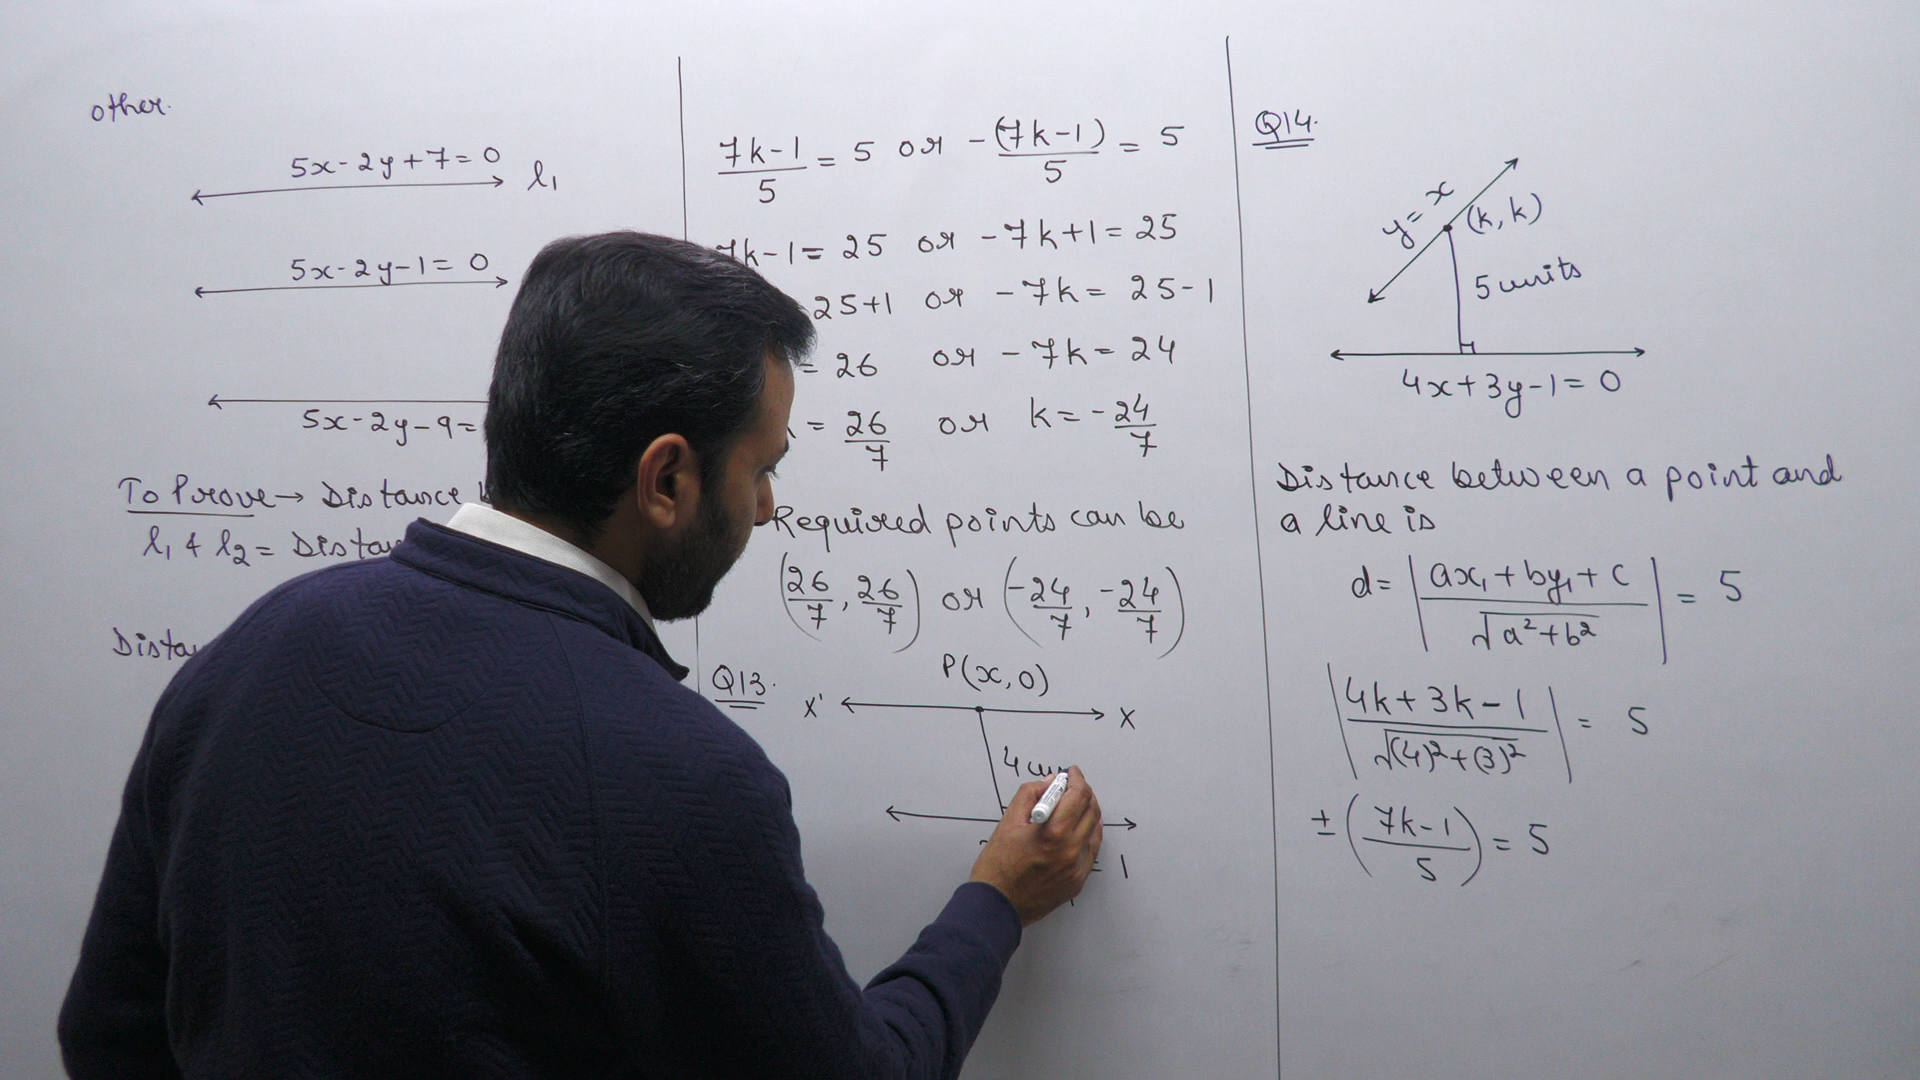 other.
5x-2y+7=0
l₁
5x-2y-1=0
5x-2y-9=
To Prove → Distance
l₁ & l₂ =
7k-1/5 = 5 or -(7k-1)/5 = 5
7k-1= 25 or -7k+1= 25
25+1 or -7k= 25-1
= 26 or -7k= 24
= 26/7 or k= -24/7
Required points can be
(26/7, 26/7) or (-24/7, -24/7)
Q13.
P(x,0)
X' X
= 1
Q14.
y=x
(k,k)
5 units
4x+3y-1=0
Distance between a point and
a line is
d= |ax₁+by₁+c/√a²+b²| = 5
|4k+3k-1/√(4)²+(3)²| = 5
±(7k-1/5) = 5